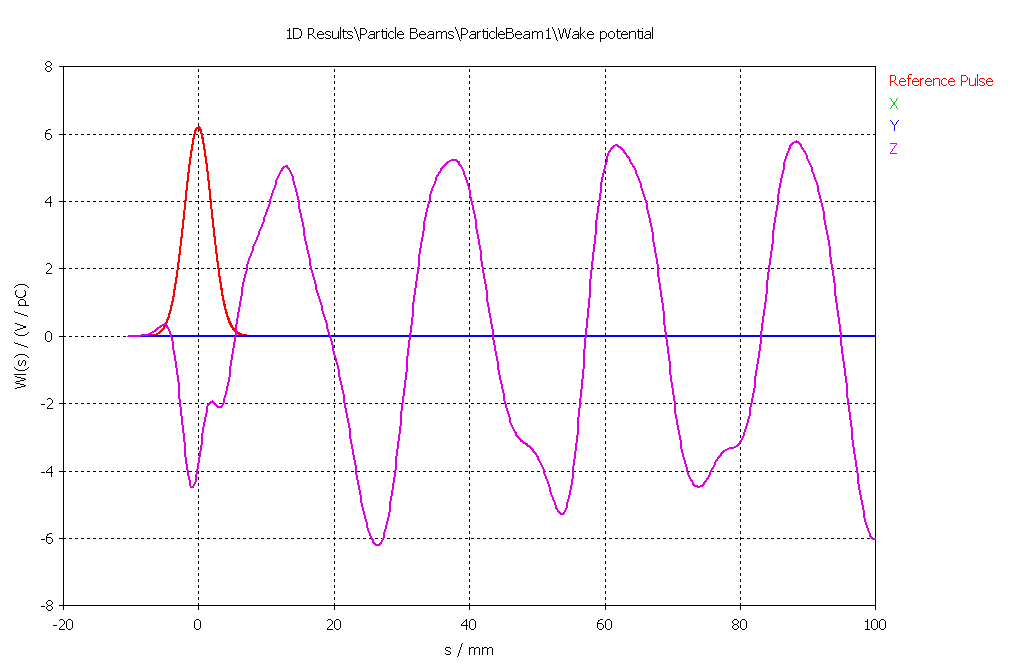 1D Results\Particle Beams\ParticleBeam1\Wake potential
Reference Pulse
X
Y
Z
Wl(s) / (V / pC)
8
6
4
2
0
-2
-4
-6
-8
-20 0 20 40 60 80 100
s / mm